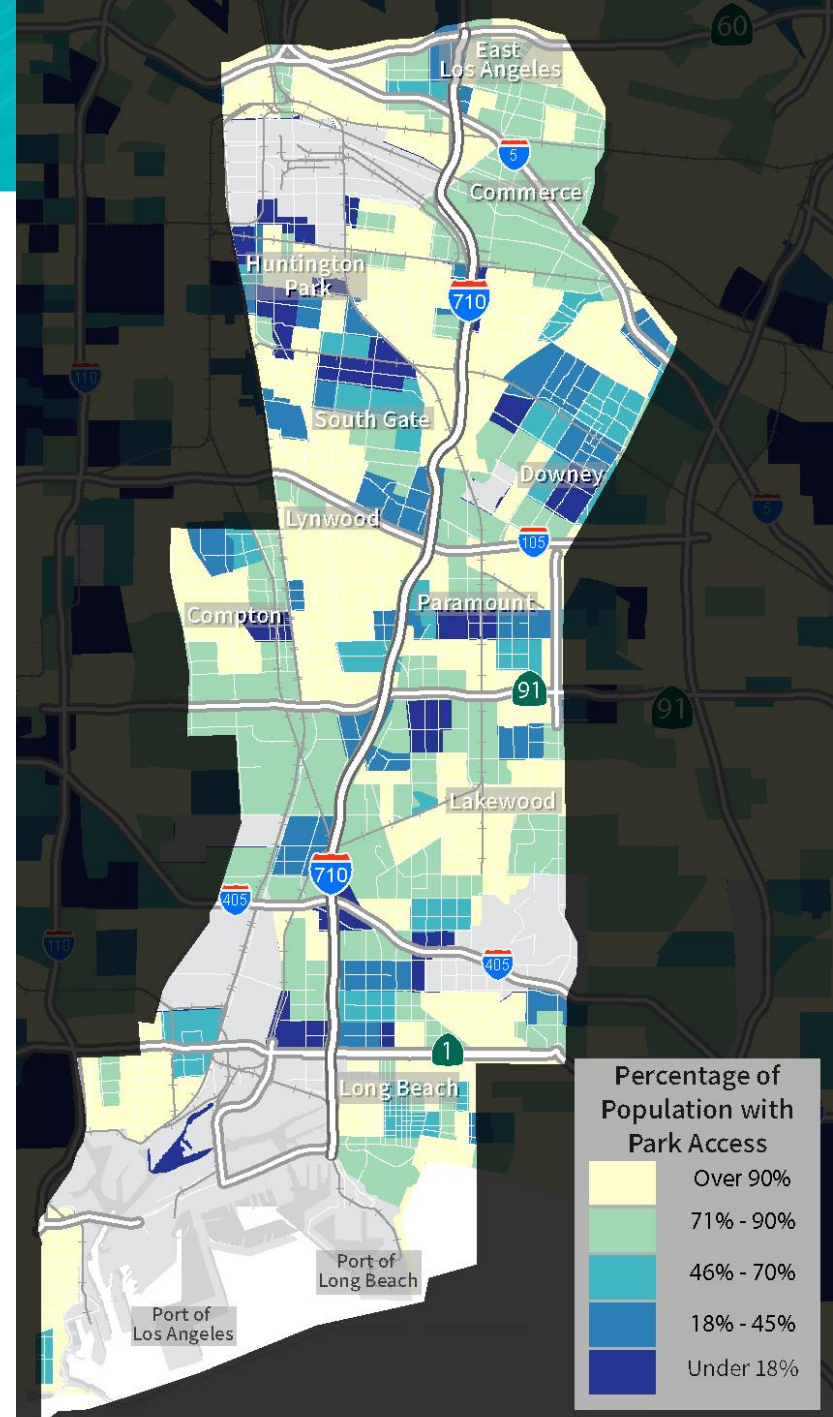 60
East
Los Angeles
5
Commerce
Huntington
Park
710
110
South Gate
Downey
5
Lynwood
105
Compton
Paramount
91
91
Lakewood
710
405
110
405
1
Long Beach
Port of
Long Beach
Port of
Los Angeles
Percentage of
Population with
Park Access
Over 90%
71% - 90%
46% - 70%
18% - 45%
Under 18%